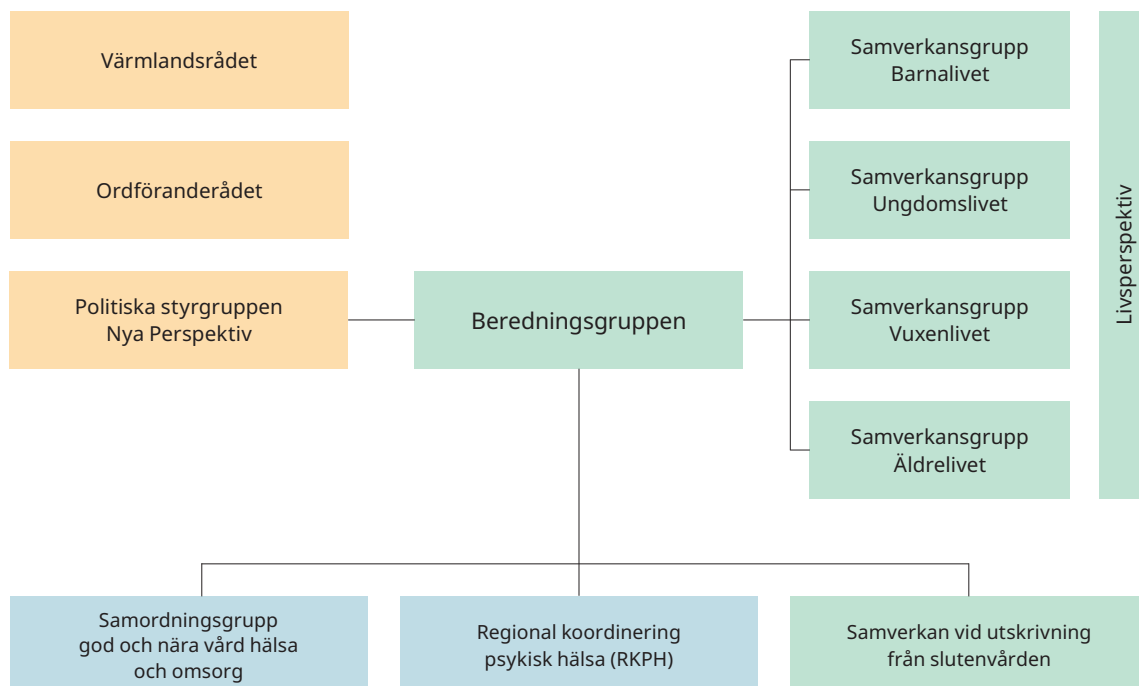 Värmlandsrådet
Ordföranderådet
Politiska styrgruppen
Nya Perspektiv
Beredningsgruppen
Samverkansgrupp
Barnalivet
Samverkansgrupp
Ungdomslivet
Samverkansgrupp
Vuxenlivet
Samverkansgrupp
Äldrelivet
Livsperspektiv
Samordningsgrupp
god och nära vård hälsa
och omsorg
Regional koordinering
psykisk hälsa (RKPH)
Samverkan vid utskrivning
från slutenvården